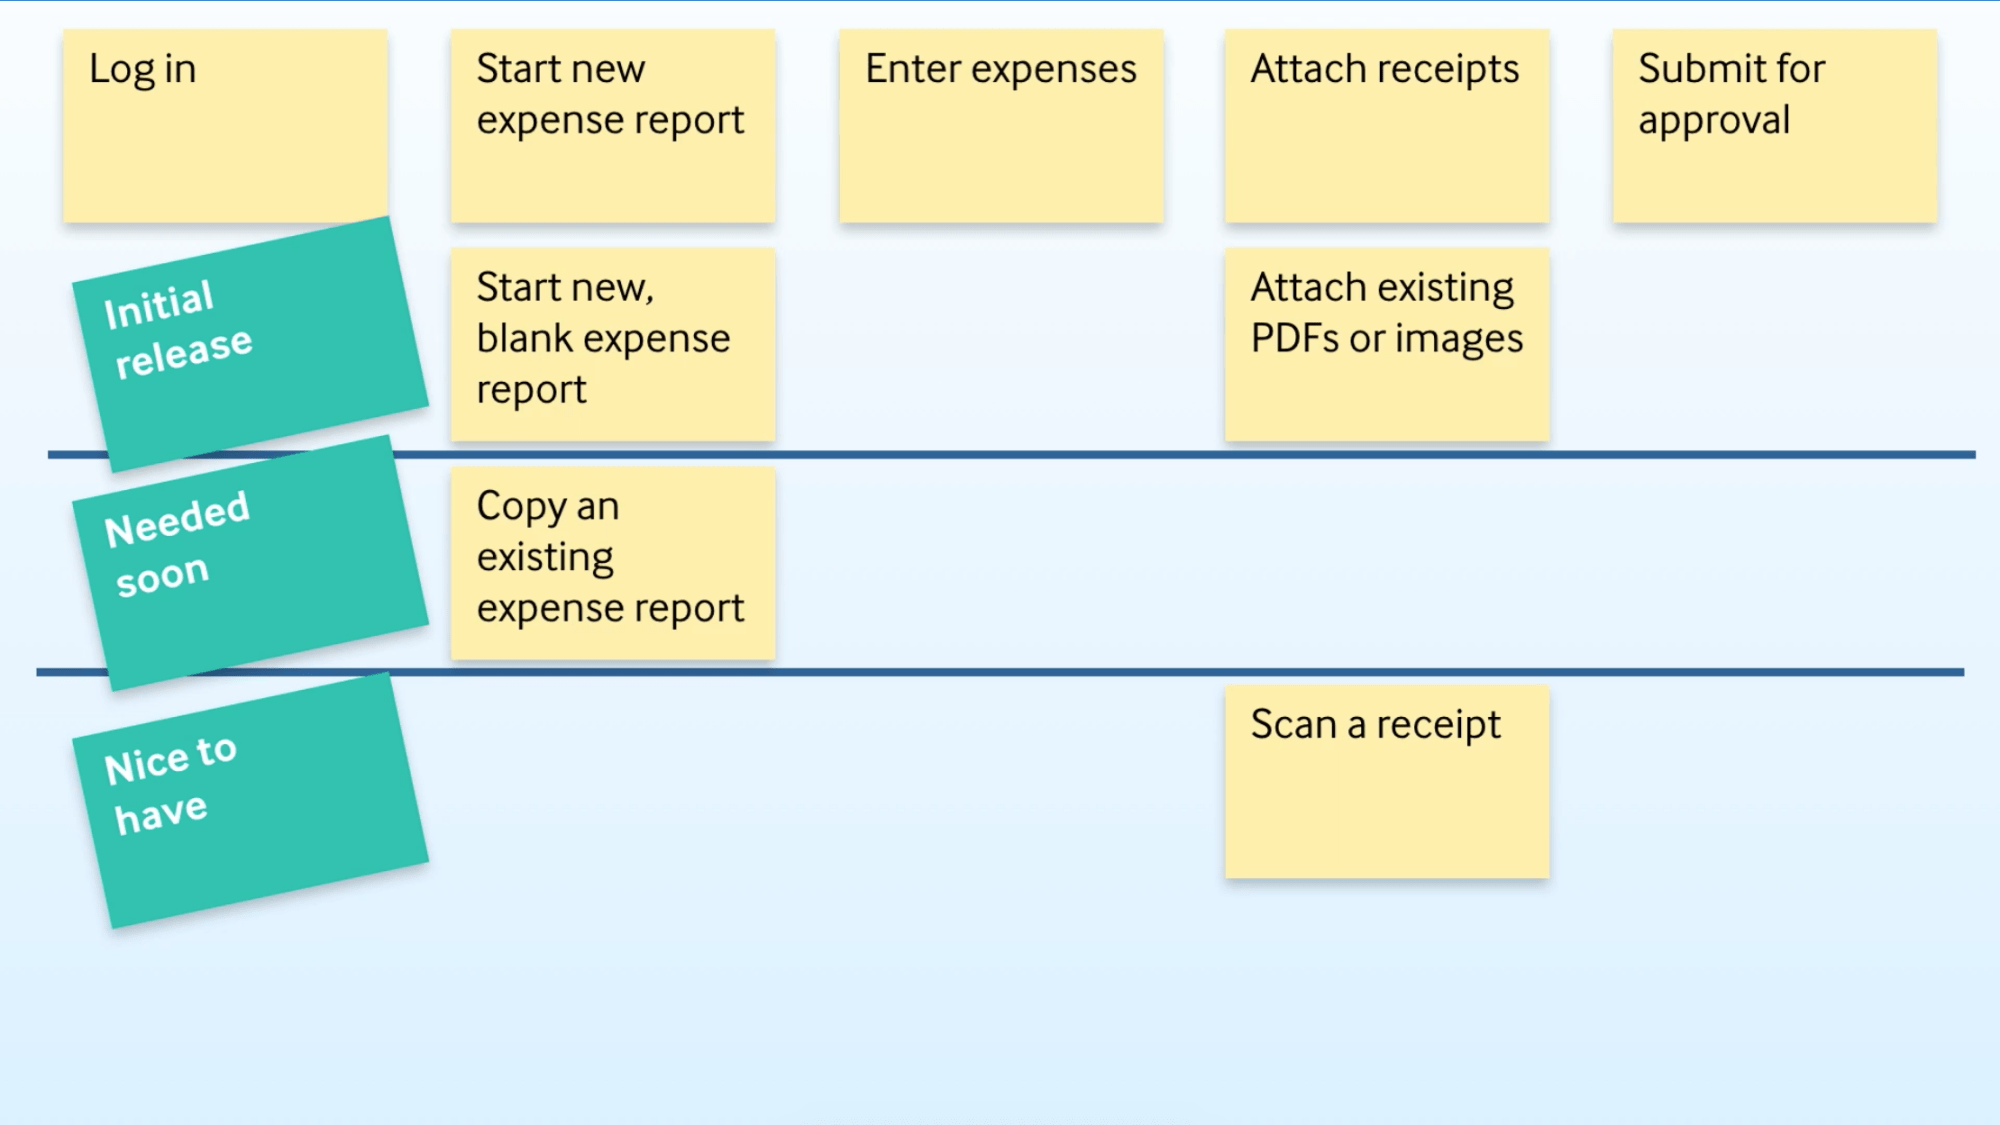 Log in
Start new
expense report
Enter expenses
Attach receipts
Submit for
approval
Initial
release
Start new,
blank expense
report
Attach existing
PDFs or images
Needed
soon
Copy an
existing
expense report
Nice to
have
Scan a receipt